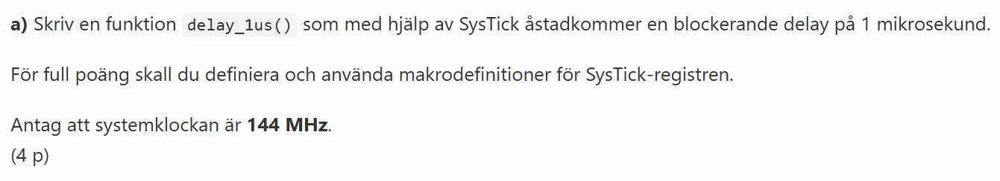 a) Skriv en funktion delay_1us() som med hjälp av SysTick åstadkommer en blockerande delay på 1 mikrosekund.
För full poäng skall du definiera och använda makrodefinitioner för SysTick-registren.
Antag att systemklockan är 144 MHz.
(4 p)